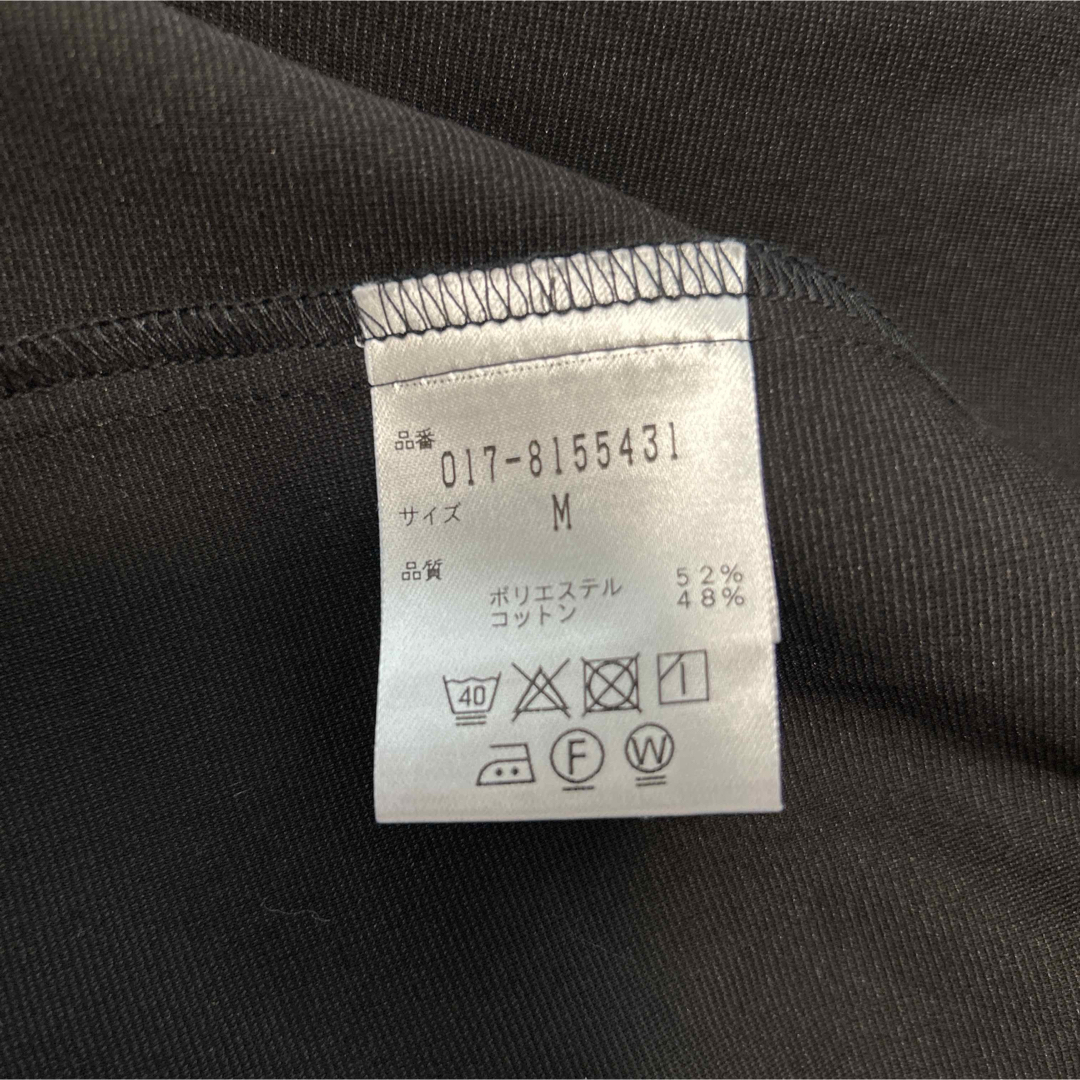 品番 017-8155431
サイズ M
品質
ポリエステル 52%
コットン 48%
40
F W